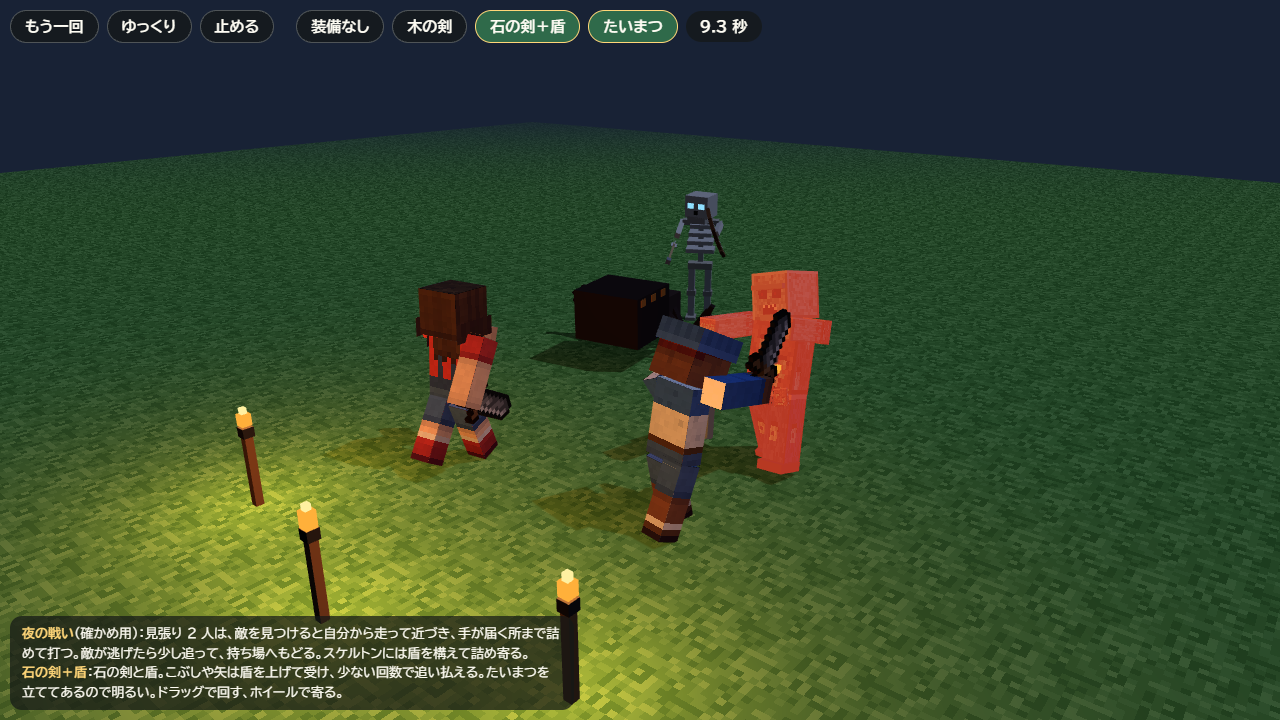 もう一回 ゆっくり 止める 装備なし 木の剣 石の剣＋盾 たいまつ 9.3 秒
夜の戦い（確かめ用）：見張り 2 人は、敵を見つけると自分から走って近づき、手が届く所まで詰
めて打つ。敵が逃げたら少し追って、持ち場へもどる。スケルトンには盾を構えて詰め寄る。
石の剣＋盾：石の剣と盾。こぶしや矢は盾を上げて受け、少ない回数で追い払える。たいまつを
立ててあるので明るい。ドラッグで回す、ホイールで寄る。